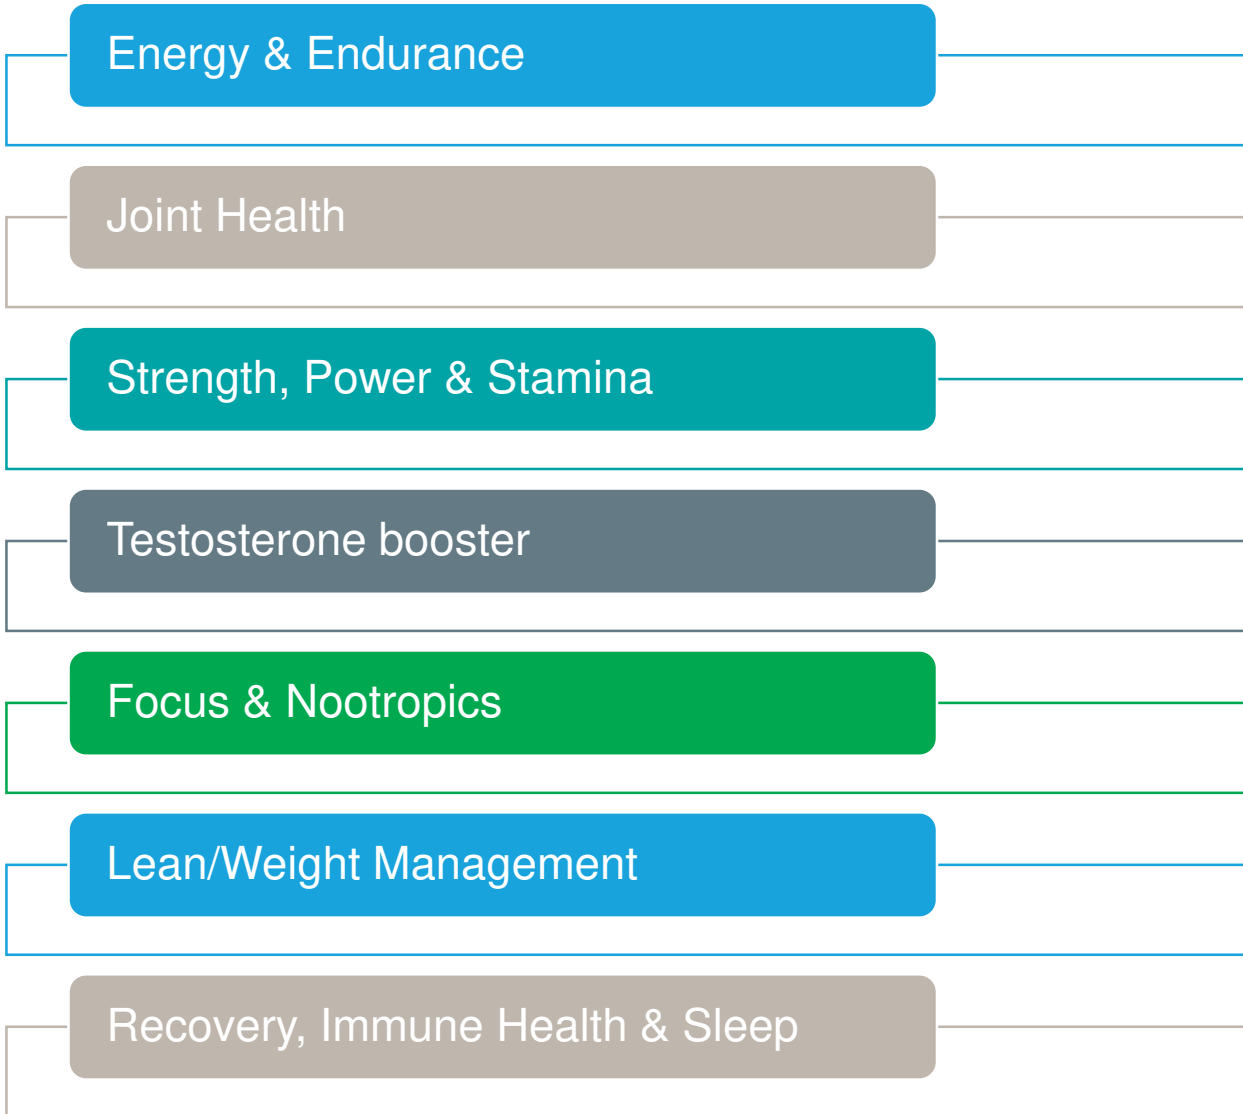 Energy & Endurance
Joint Health
Strength, Power & Stamina
Testosterone booster
Focus & Nootropics
Lean/Weight Management
Recovery, Immune Health & Sleep